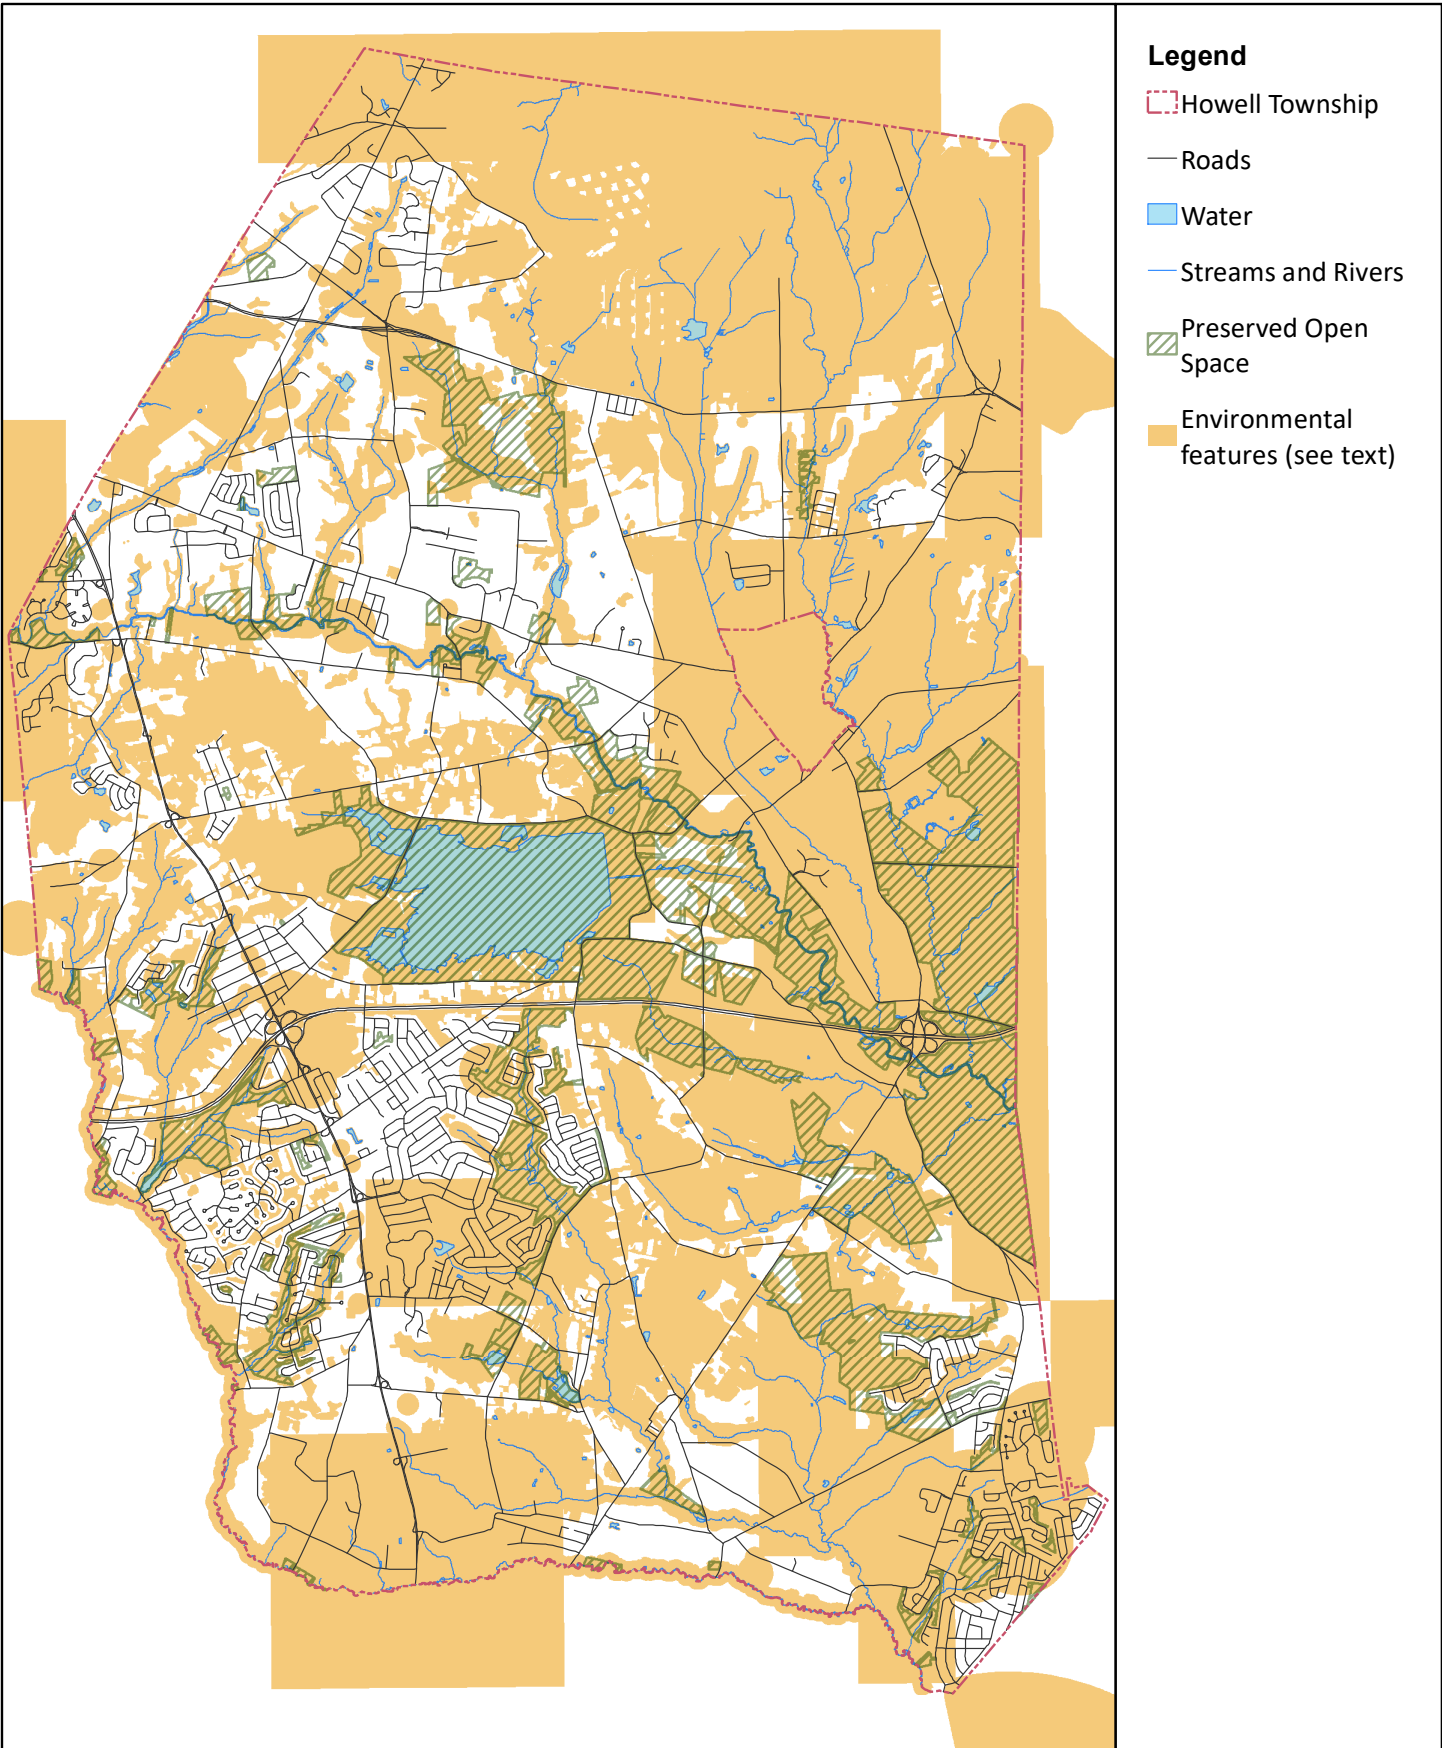 Legend
Howell Township
Roads
Water
Streams and Rivers
Preserved Open
Space
Environmental
features (see text)